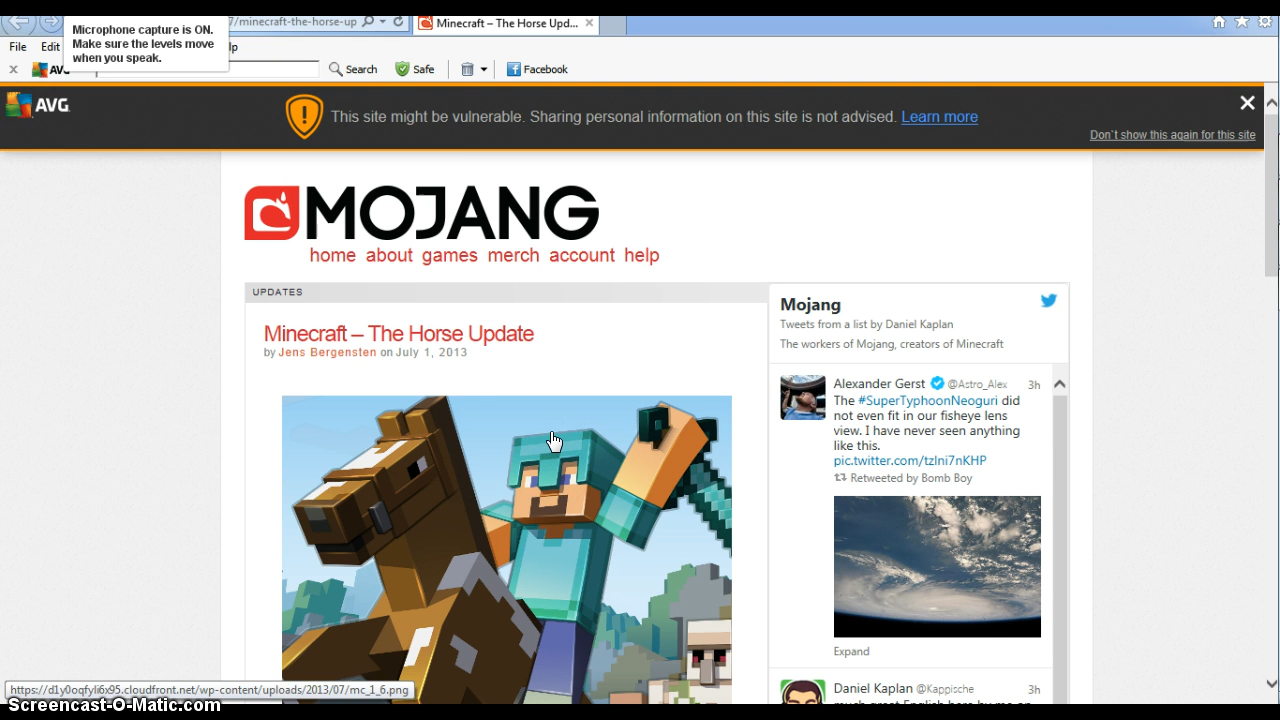 7/minecraft-the-horse-up
Minecraft – The Horse Upd...
Microphone capture is ON.
Make sure the levels move
when you speak.
File Edit
AVG
Search
Safe
Facebook
AVG
This site might be vulnerable. Sharing personal information on this site is not advised. Learn more
Don`t show this again for this site
MOJANG
home about games merch account help
UPDATES
Minecraft – The Horse Update
by Jens Bergensten on July 1, 2013
Mojang
Tweets from a list by Daniel Kaplan
The workers of Mojang, creators of Minecraft
Alexander Gerst @Astro_Alex 3h
The #SuperTyphoonNeoguri did
not even fit in our fisheye lens
view. I have never seen anything
like this.
pic.twitter.com/tzlni7nKHP
Retweeted by Bomb Boy
Expand
Daniel Kaplan @Kappische 3h
https://d1y0oqfyli6x95.cloudfront.net/wp-content/uploads/2013/07/mc_1_6.png
Screencast-O-Matic.com